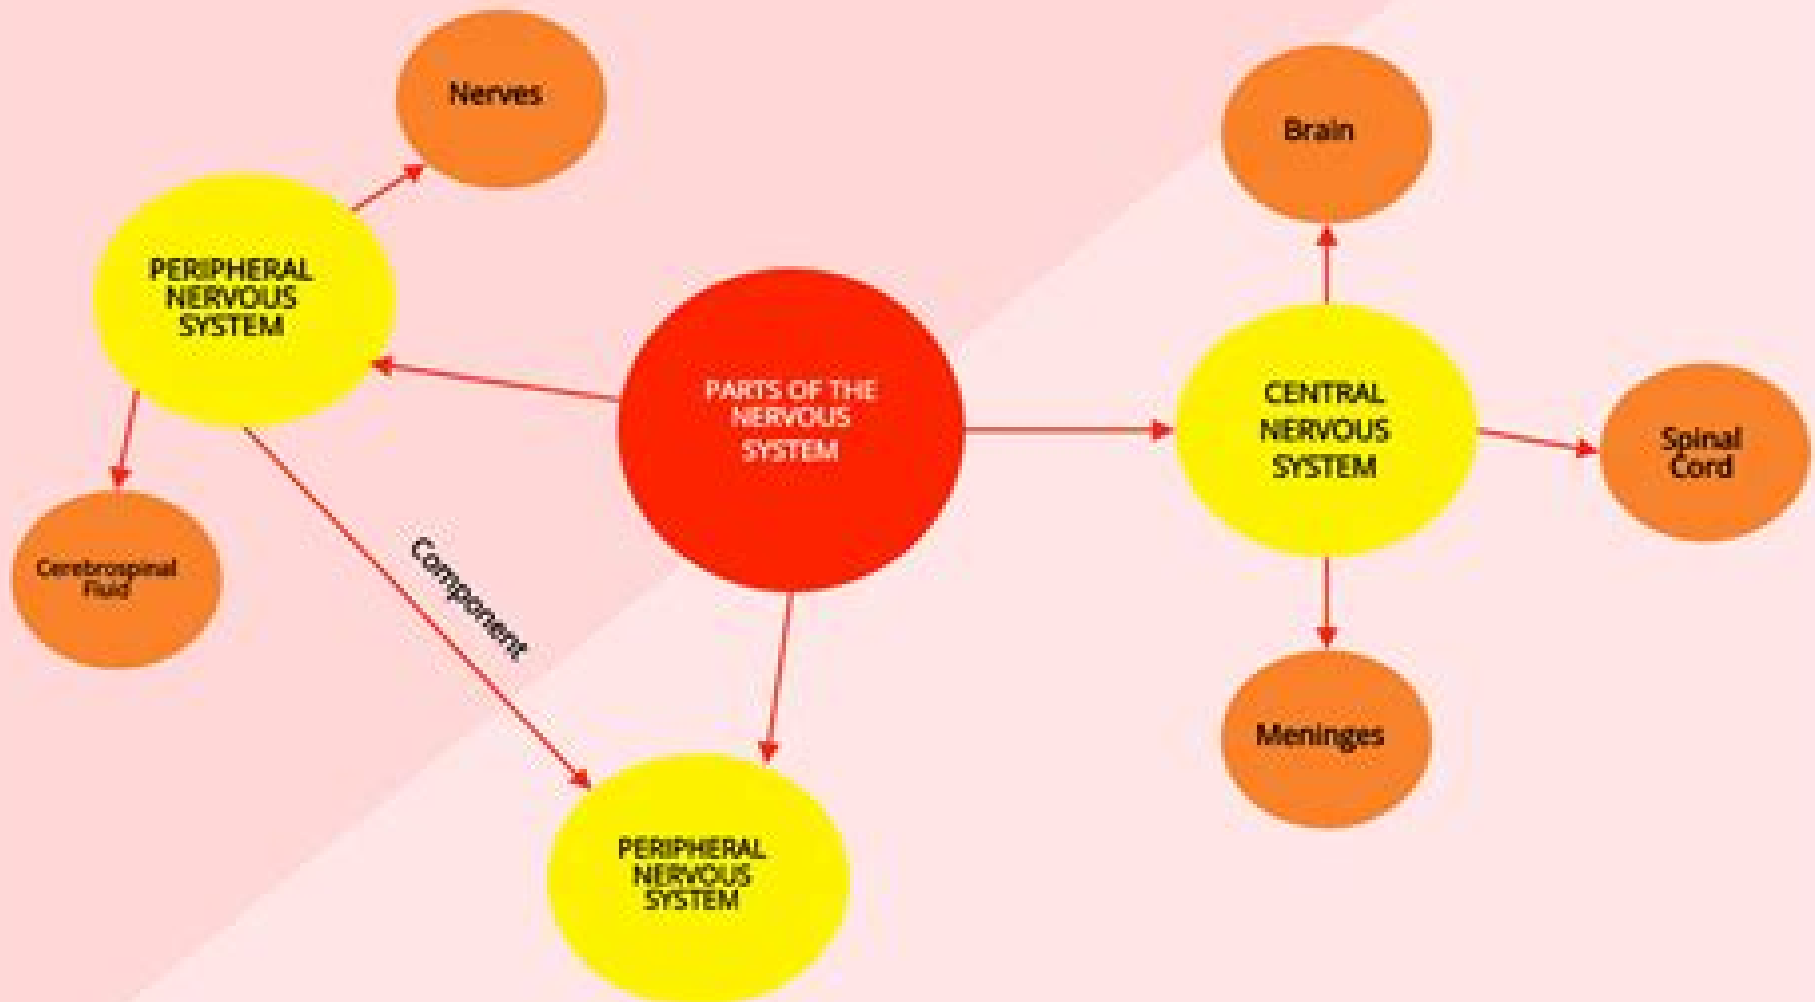 Nerves
Brain
PERIPHERAL
NERVOUS
SYSTEM
PARTS OF THE
NERVOUS
SYSTEM
CENTRAL
NERVOUS
SYSTEM
Spinal
Cord
Cerebrospinal
Fluid
Component
Meninges
PERIPHERAL
NERVOUS
SYSTEM